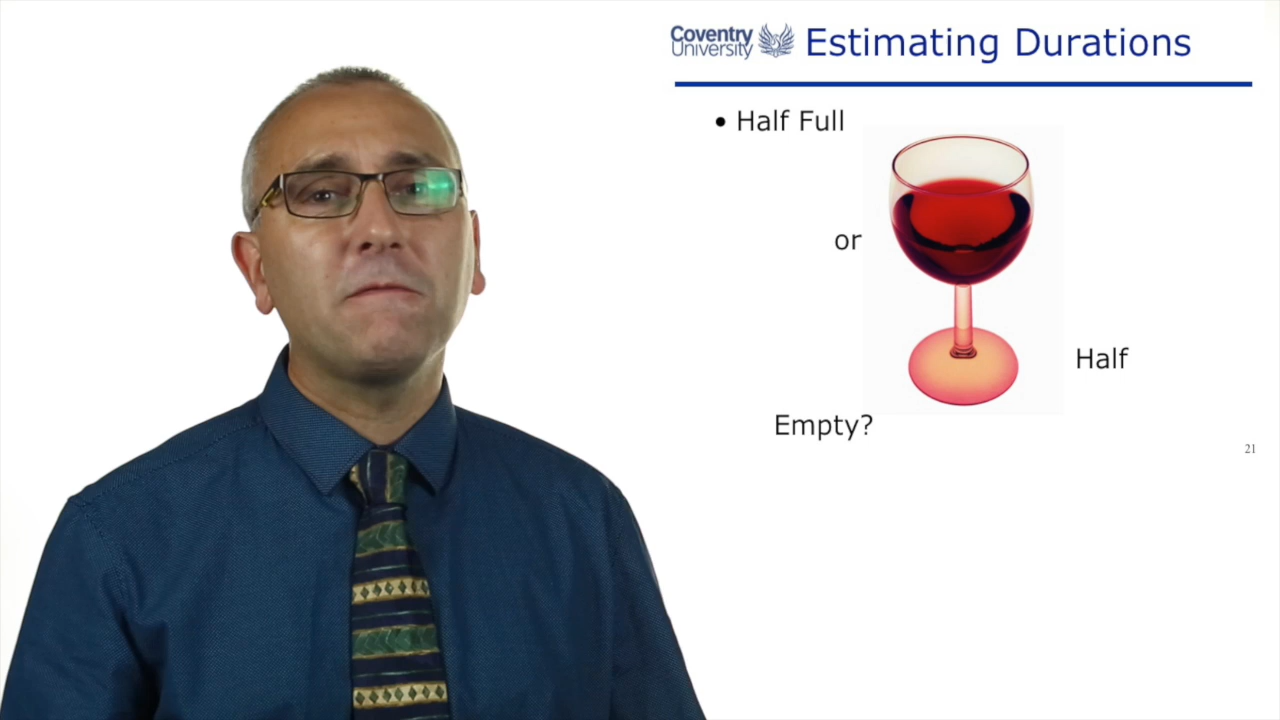 Coventry
University
Estimating Durations
• Half Full
or
Half
Empty?
21